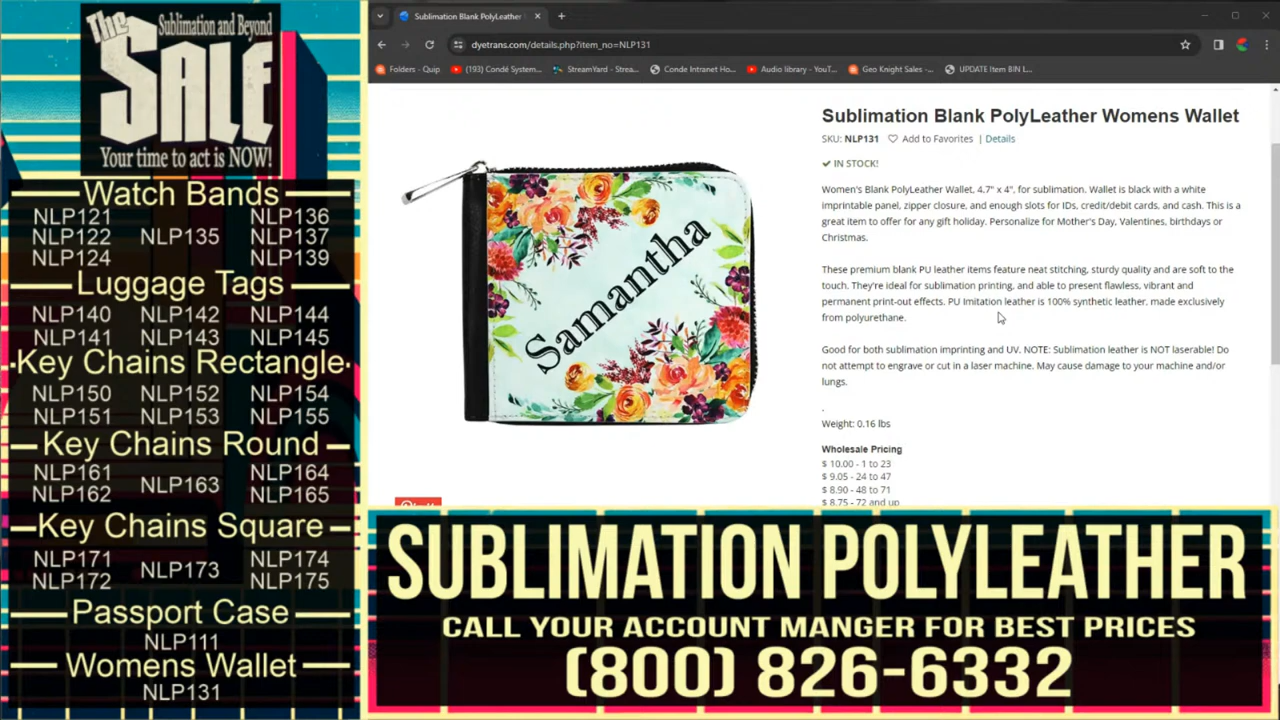 The
Sublimation and Beyond
SALE
Your time to act is NOW!
Watch Bands
NLP121 NLP136
NLP122 NLP135 NLP137
NLP124 NLP139
Luggage Tags
NLP140 NLP142 NLP144
NLP141 NLP143 NLP145
Key Chains Rectangle
NLP150 NLP152 NLP154
NLP151 NLP153 NLP155
Key Chains Round
NLP161 NLP164
NLP162 NLP163 NLP165
Key Chains Square
NLP171 NLP174
NLP172 NLP173 NLP175
Passport Case
NLP111
Womens Wallet
NLP131
Sublimation Blank PolyLeather
dyetrans.com/details.php?item_no=NLP131
Folders - Quip (193) Condé System... StreamYard - Strea... Conde Intranet Ho... Audio library - YouT... Geo Knight Sales -... UPDATE Item BIN L...
Samantha
Sublimation Blank PolyLeather Womens Wallet
SKU: NLP131 Add to Favorites | Details
IN STOCK!
Women's Blank PolyLeather Wallet, 4.7" x 4", for sublimation. Wallet is black with a white
imprintable panel, zipper closure, and enough slots for IDs, credit/debit cards, and cash. This is a
great item to offer for any gift holiday. Personalize for Mother's Day, Valentines, birthdays or
Christmas.
These premium blank PU leather items feature neat stitching, sturdy quality and are soft to the
touch. They're ideal for sublimation printing, and able to present flawless, vibrant and
permanent print-out effects. PU Imitation leather is 100% synthetic leather, made exclusively
from polyurethane.
Good for both sublimation imprinting and UV. NOTE: Sublimation leather is NOT laserable! Do
not attempt to engrave or cut in a laser machine. May cause damage to your machine and/or
lungs.
.
Weight: 0.16 lbs
Wholesale Pricing
$ 10.00 - 1 to 23
$ 9.05 - 24 to 47
$ 8.90 - 48 to 71
$ 8.75 - 72 and up
SUBLIMATION POLYLEATHER
CALL YOUR ACCOUNT MANGER FOR BEST PRICES
(800) 826-6332